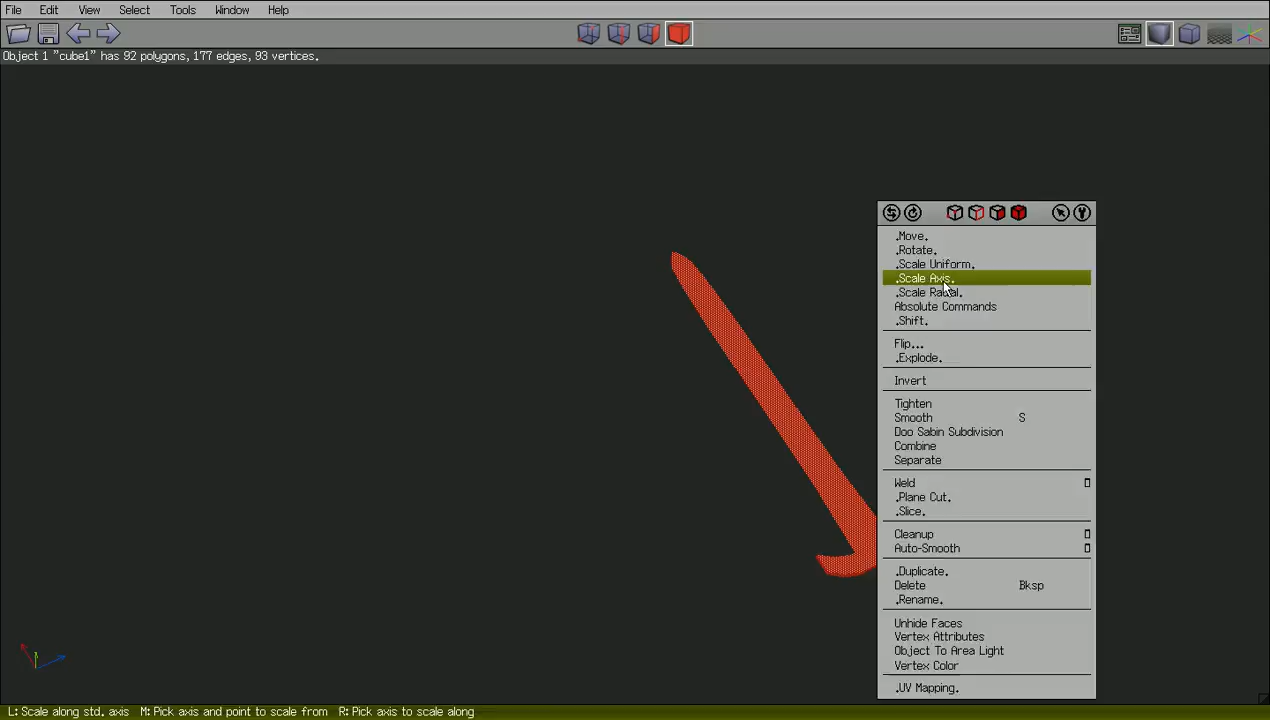 File Edit View Select Tools Window Help
Object 1 "cube1" has 92 polygons, 177 edges, 93 vertices.
.Move.
.Rotate.
.Scale Uniform.
.Scale Axis.
.Scale Radial.
Absolute Commands
.Shift.
Flip...
.Explode.
Invert
Tighten
Smooth S
Doo Sabin Subdivision
Combine
Separate
Weld
.Plane Cut.
.Slice.
Cleanup
Auto-Smooth
.Duplicate.
Delete Bksp
.Rename.
Unhide Faces
Vertex Attributes
Object To Area Light
Vertex Color
.UV Mapping.
L: Scale along std. axis M: Pick axis and point to scale from R: Pick axis to scale along